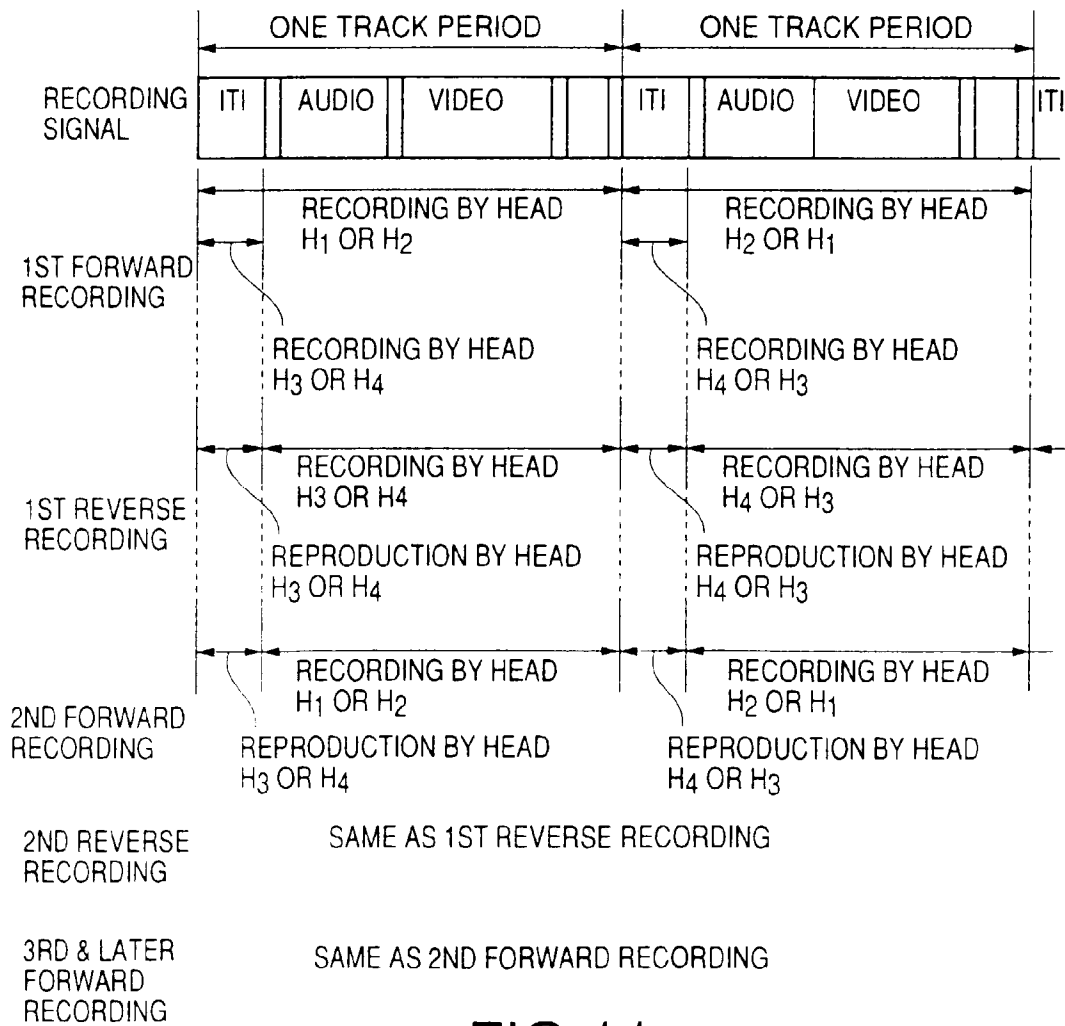 ONE TRACK PERIOD ONE TRACK PERIOD
RECORDING SIGNAL
ITI AUDIO VIDEO ITI AUDIO VIDEO ITI
1ST FORWARD
RECORDING
RECORDING BY HEAD
H1 OR H2
RECORDING BY HEAD
H2 OR H1
RECORDING BY HEAD
H3 OR H4
RECORDING BY HEAD
H4 OR H3
1ST REVERSE
RECORDING
RECORDING BY HEAD
H3 OR H4
RECORDING BY HEAD
H4 OR H3
REPRODUCTION BY HEAD
H3 OR H4
REPRODUCTION BY HEAD
H4 OR H3
2ND FORWARD
RECORDING
RECORDING BY HEAD
H1 OR H2
RECORDING BY HEAD
H2 OR H1
REPRODUCTION BY HEAD
H3 OR H4
REPRODUCTION BY HEAD
H4 OR H3
2ND REVERSE
RECORDING
SAME AS 1ST REVERSE RECORDING
3RD & LATER
FORWARD
RECORDING
SAME AS 2ND FORWARD RECORDING